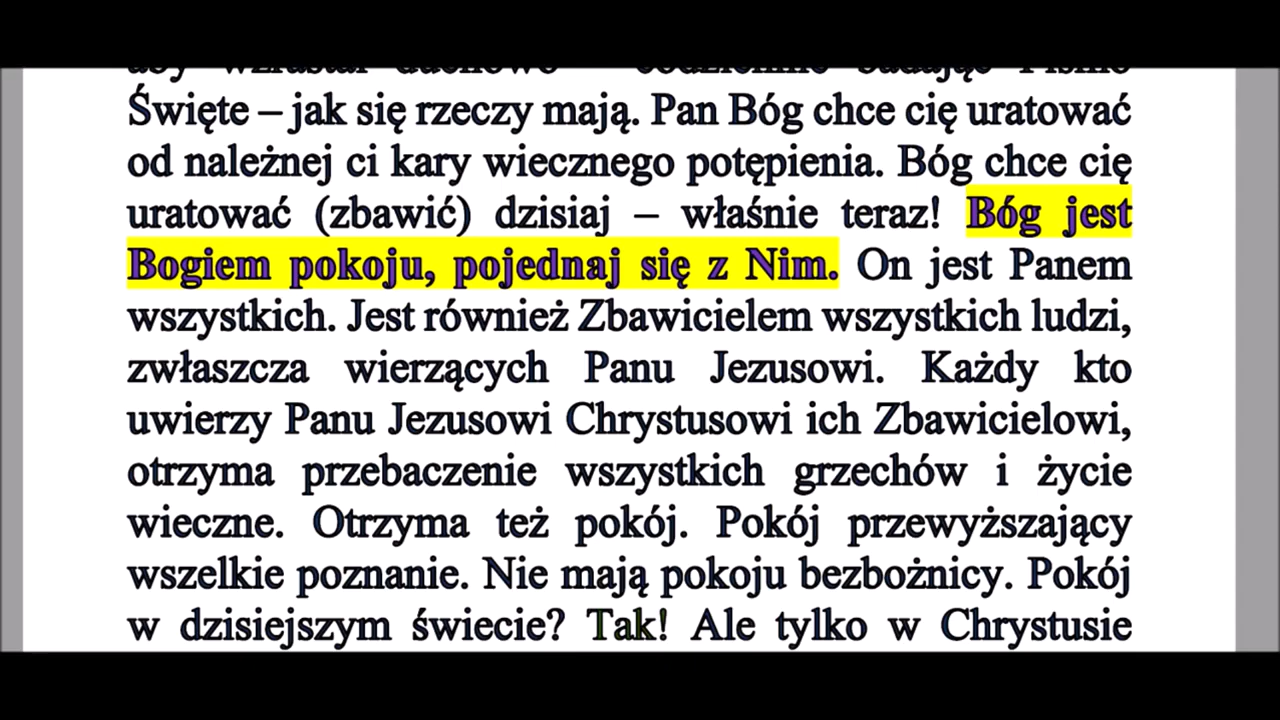 Święte – jak się rzeczy mają. Pan Bóg chce cię uratować
od należnej ci kary wiecznego potępienia. Bóg chce cię
uratować (zbawić) dzisiaj – właśnie teraz! Bóg jest
Bogiem pokoju, pojednaj się z Nim. On jest Panem
wszystkich. Jest również Zbawicielem wszystkich ludzi,
zwłaszcza wierzących Panu Jezusowi. Każdy kto
uwierzy Panu Jezusowi Chrystusowi ich Zbawicielowi,
otrzyma przebaczenie wszystkich grzechów i życie
wieczne. Otrzyma też pokój. Pokój przewyższający
wszelkie poznanie. Nie mają pokoju bezbożnicy. Pokój
w dzisiejszym świecie? Tak! Ale tylko w Chrystusie